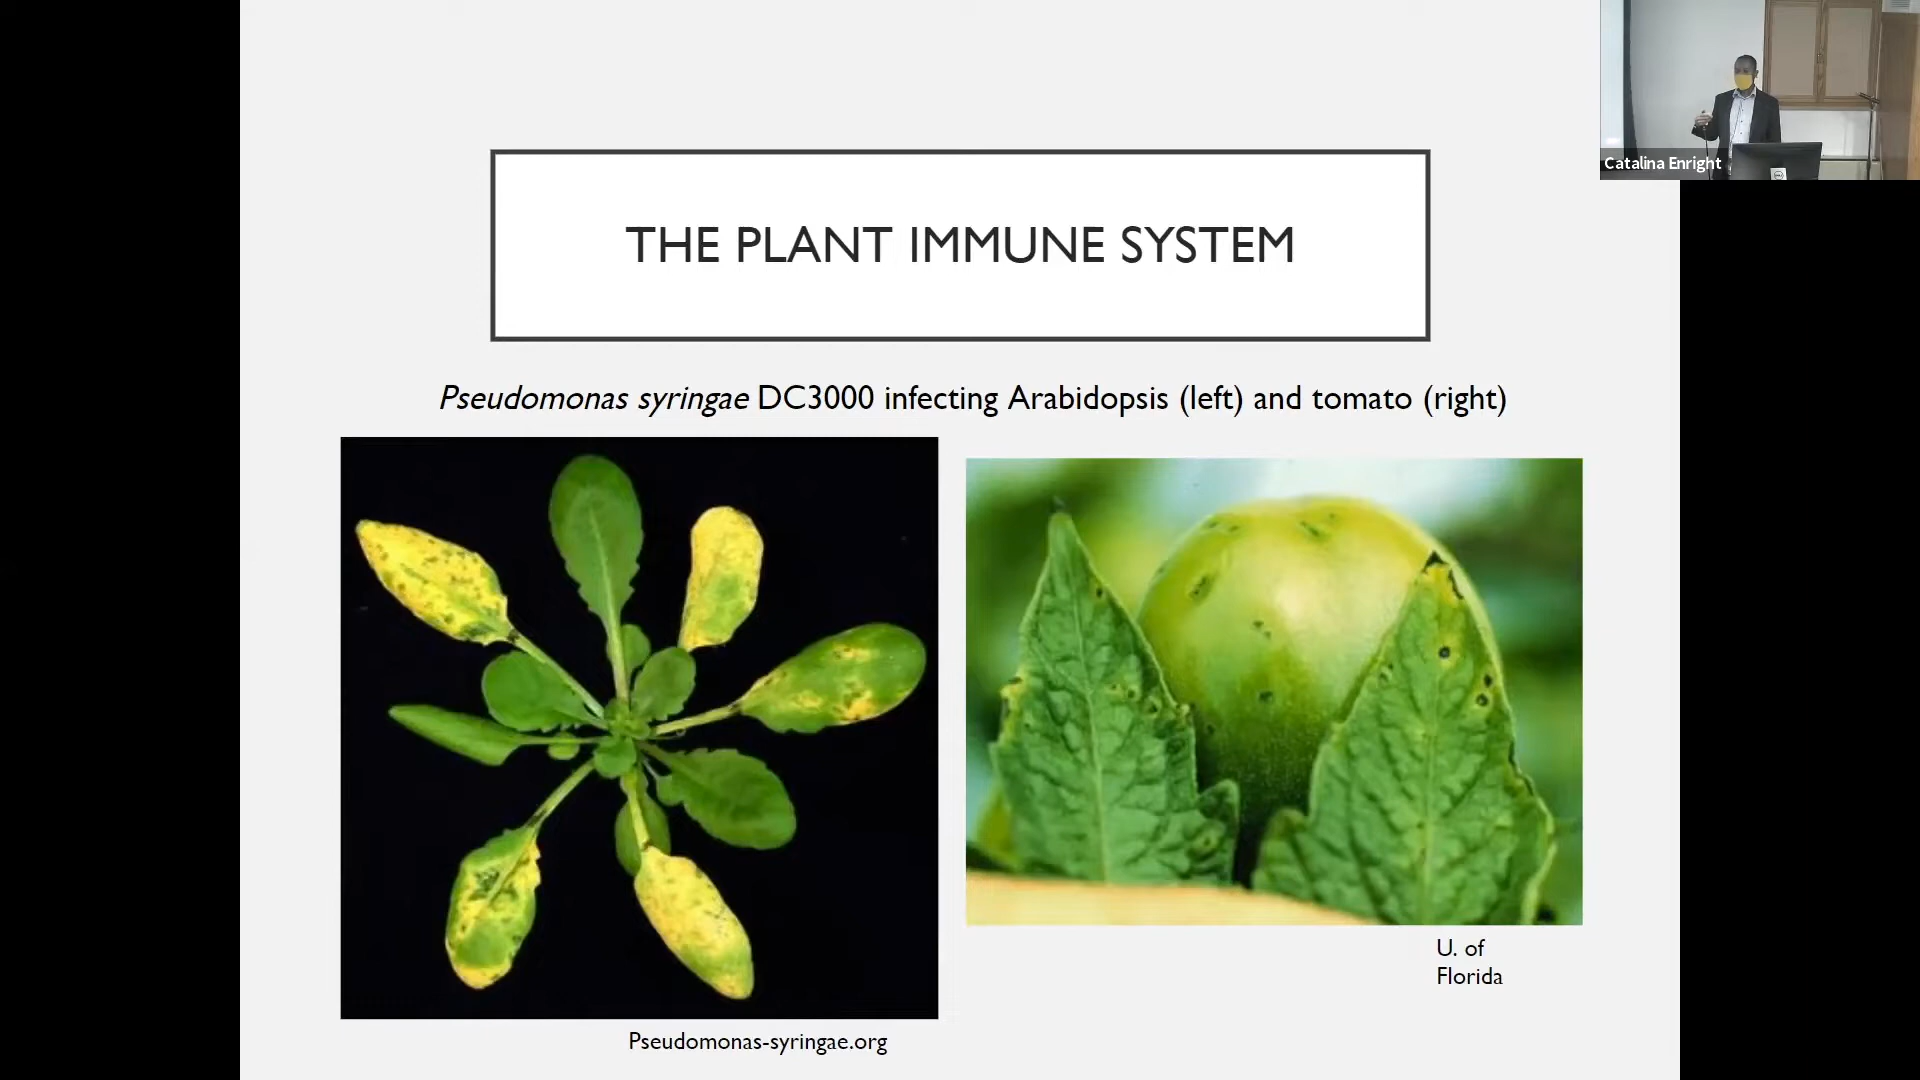 THE PLANT IMMUNE SYSTEM
Pseudomonas syringae DC3000 infecting Arabidopsis (left) and tomato (right)
U. of
Florida
Pseudomonas-syringae.org
Catalina Enright